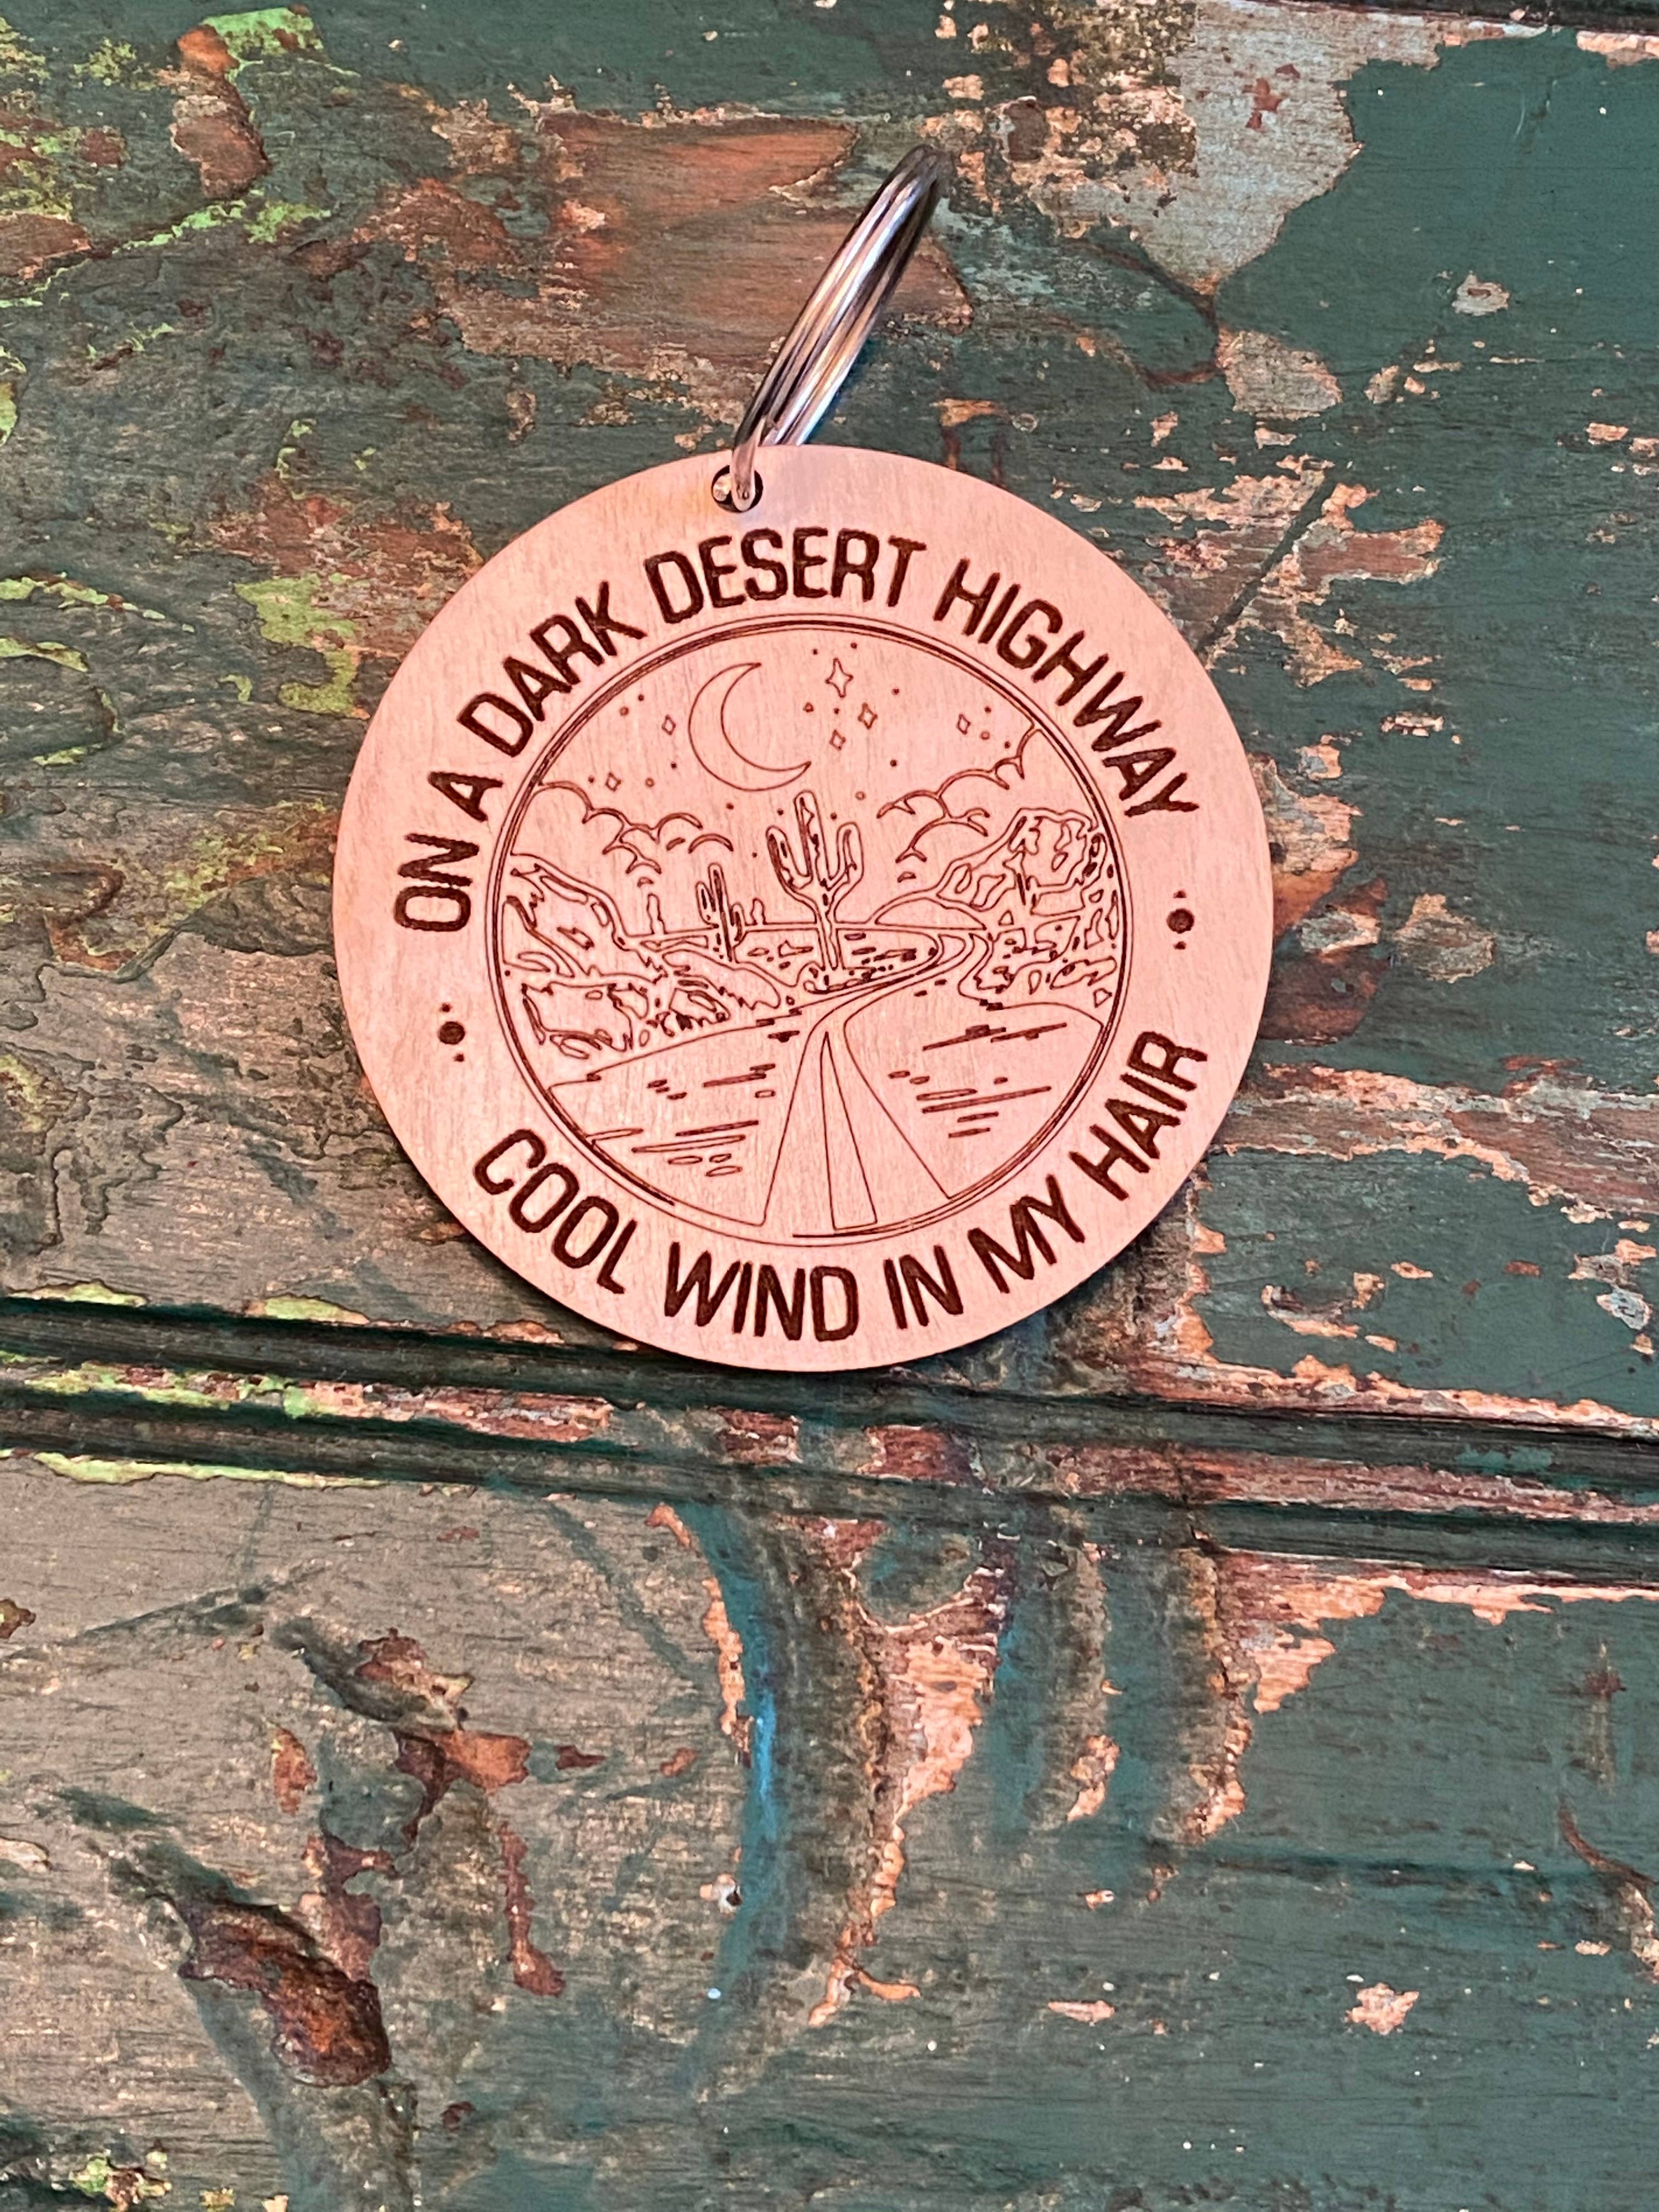 ON A DARK DESERT HIGHWAY
COOL WIND IN MY HAIR